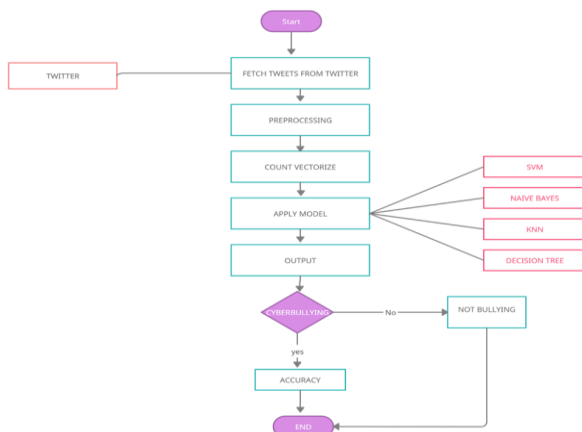 Start
TWITTER
FETCH TWEETS FROM TWITTER
PREPROCESSING
COUNT VECTORIZE
SVM
NAIVE BAYES
APPLY MODEL
KNN
OUTPUT
DECISION TREE
CYBERBULLYING
No
NOT BULLYING
yes
ACCURACY
END